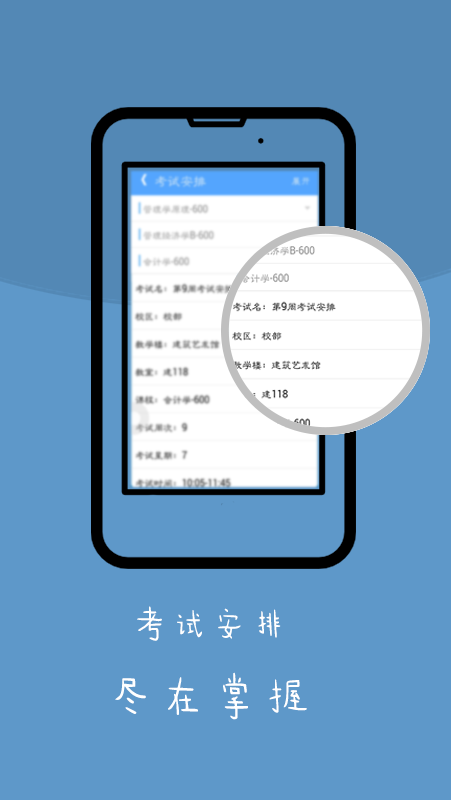 考试安排
管理学原理-600
管理经济学B-600
会计学-600
考试名：第9周考试安排
校区：校部
教学楼：建筑艺术馆
教室：建118
课程：会计学-600
考试周次：9
考试星期：7
考试时间：10:05-11:45
经济学B-600
会计学-600
考试名：第9周考试安排
校区：校部
教学楼：建筑艺术馆
：建118
-600
考试安排
尽在掌握